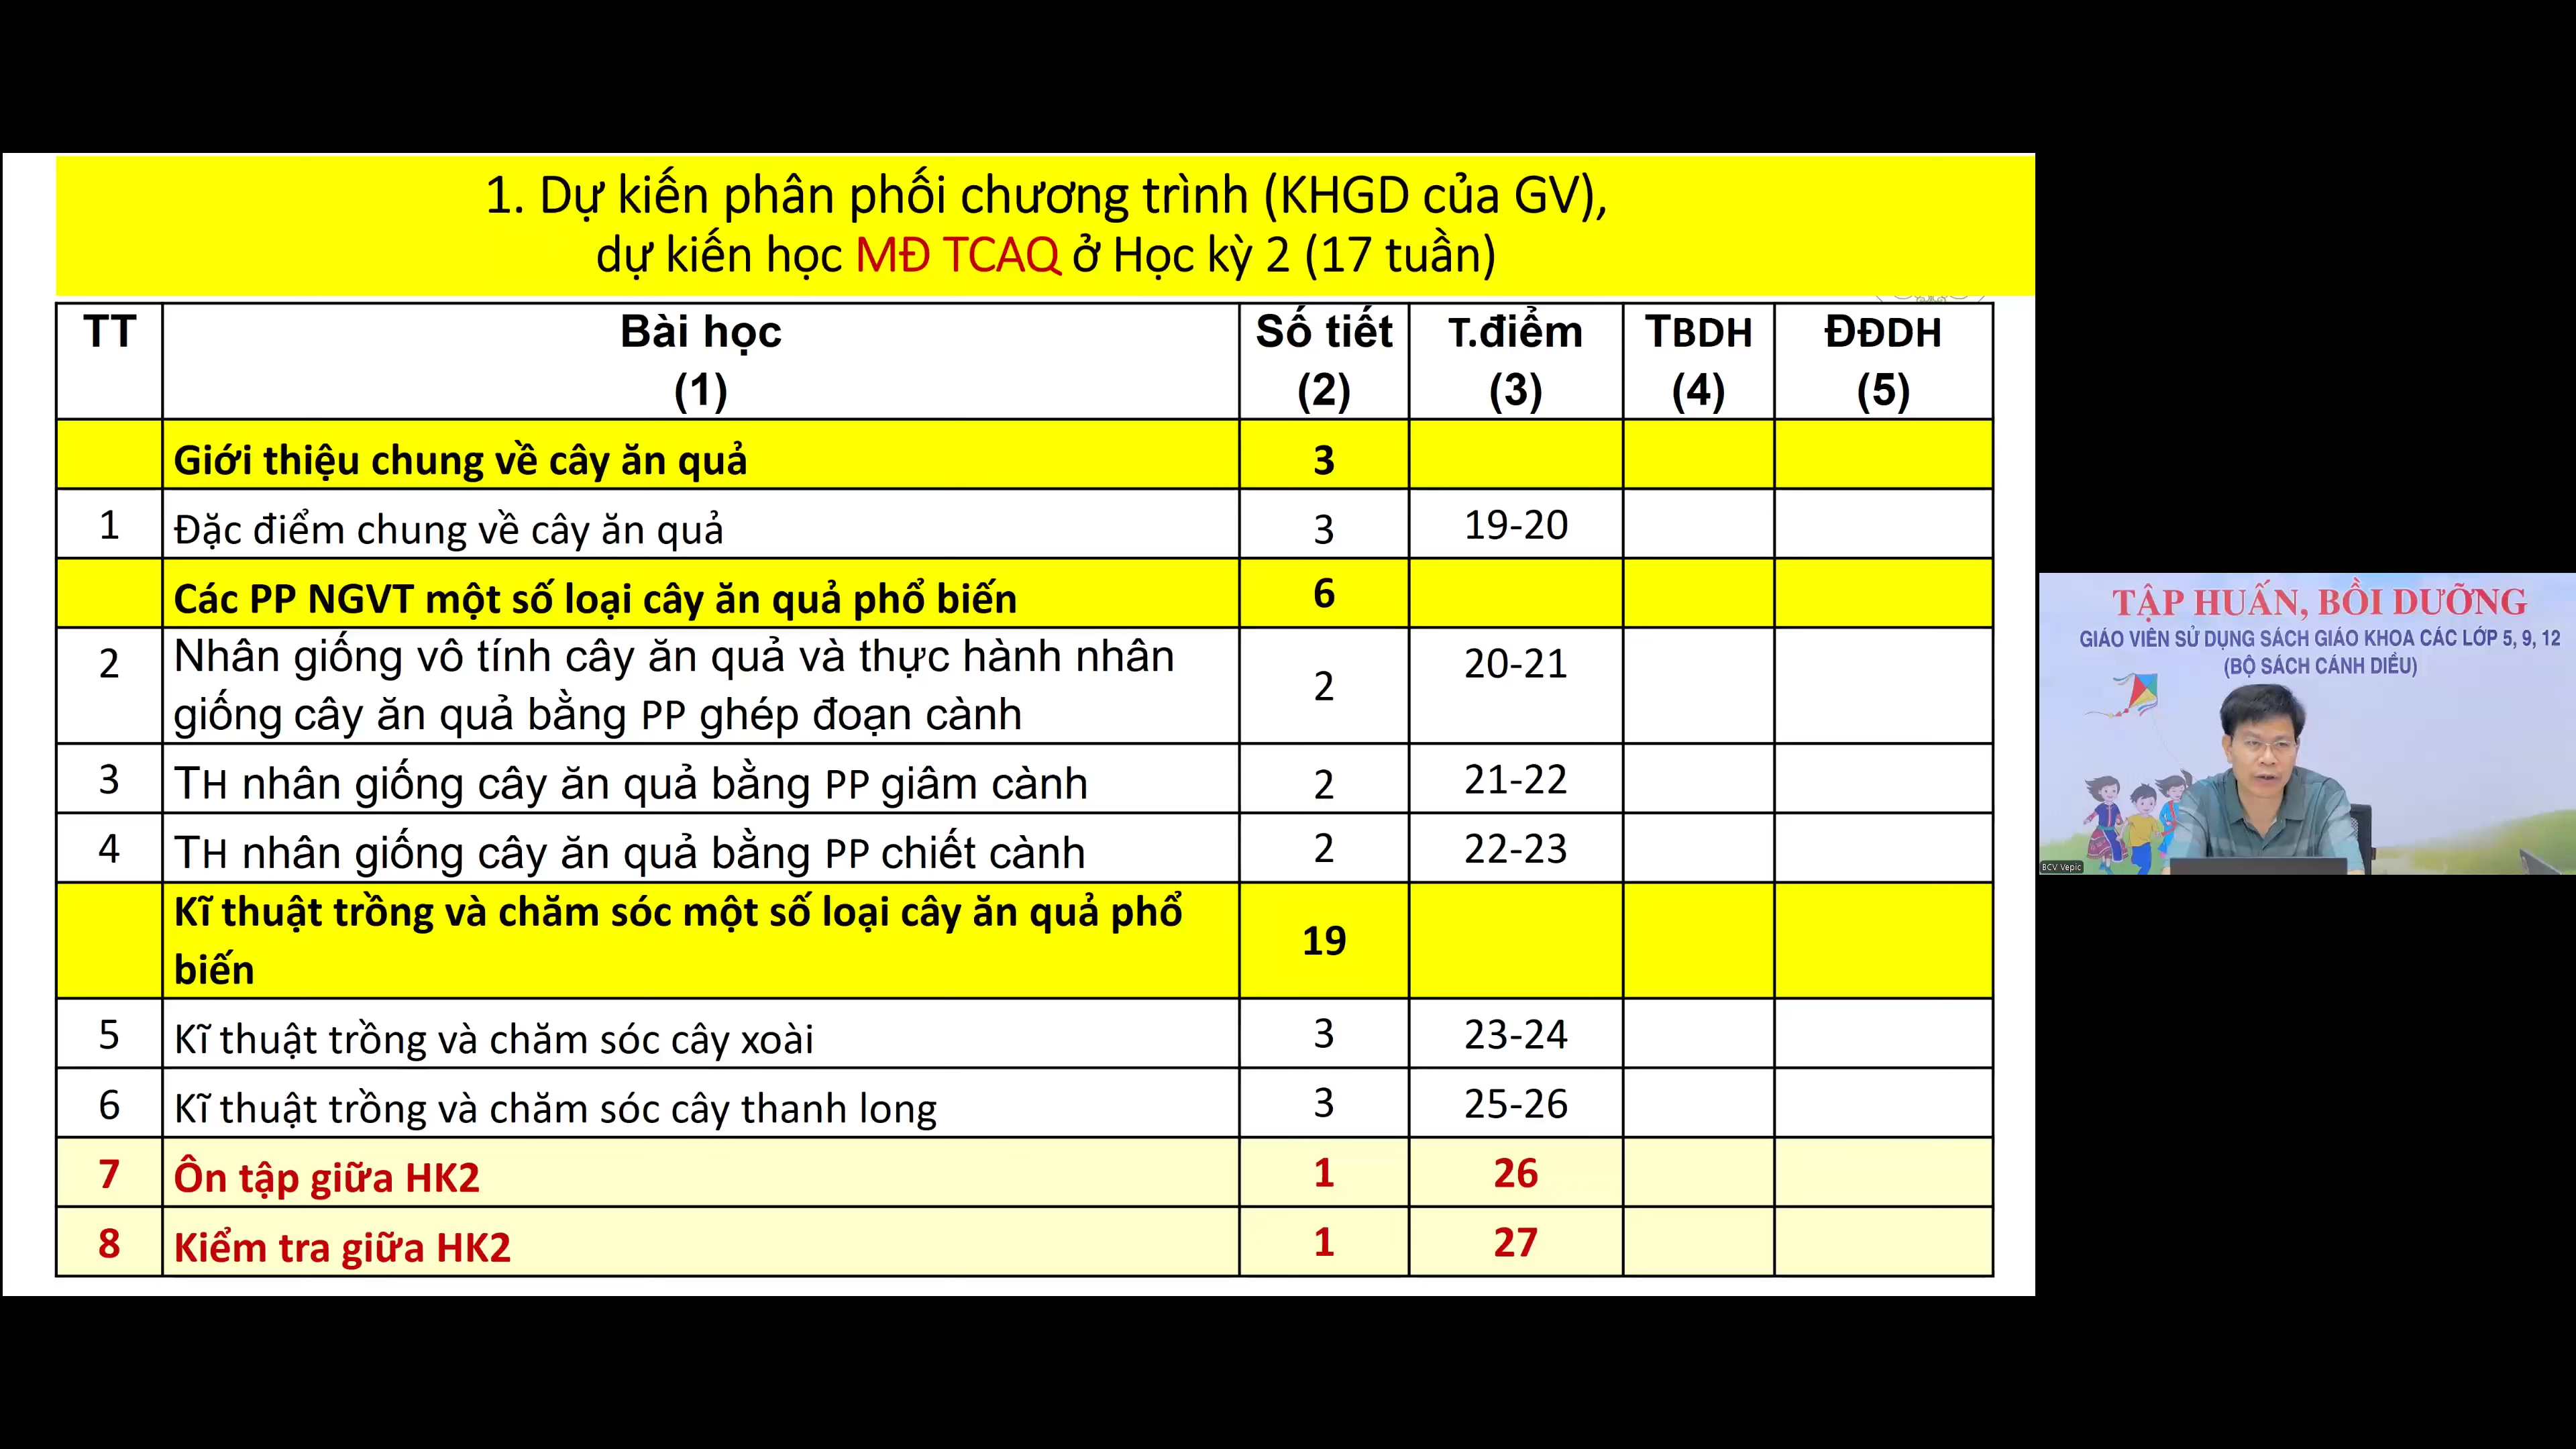 1. Dự kiến phân phối chương trình (KHGD của GV),
dự kiến học MĐ TCAQ ở Học kỳ 2 (17 tuần)
TT Bài học Số tiết T.điểm TBDH ĐDDH
(1) (2) (3) (4) (5)
Giới thiệu chung về cây ăn quả 3
1 Đặc điểm chung về cây ăn quả 3 19-20
Các PP NGVT một số loại cây ăn quả phổ biến 6
2 Nhân giống vô tính cây ăn quả và thực hành nhân
giống cây ăn quả bằng PP ghép đoạn cành 2 20-21
3 TH nhân giống cây ăn quả bằng PP giâm cành 2 21-22
4 TH nhân giống cây ăn quả bằng PP chiết cành 2 22-23
Kĩ thuật trồng và chăm sóc một số loại cây ăn quả phổ
biến 19
5 Kĩ thuật trồng và chăm sóc cây xoài 3 23-24
6 Kĩ thuật trồng và chăm sóc cây thanh long 3 25-26
7 Ôn tập giữa HK2 1 26
8 Kiểm tra giữa HK2 1 27
TẬP HUẤN, BỒI DƯỠNG
GIÁO VIÊN SỬ DỤNG SÁCH GIÁO KHOA CÁC LỚP 5, 9, 12
(BỘ SÁCH CÁNH DIỀU)
BCV Vepic